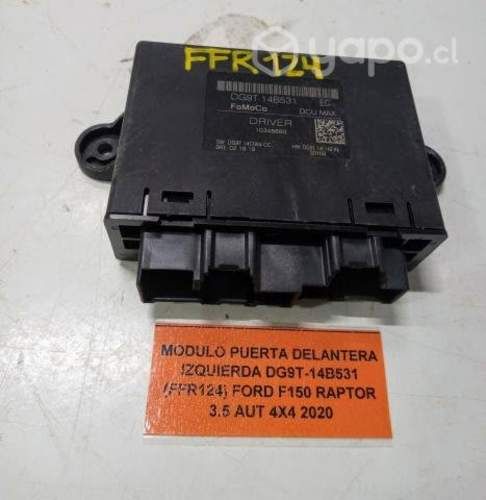 yapo.cl
FFR124
DG9T-14B531 EC
FoMoCo DCU MAX
DRIVER
MODULO PUERTA DELANTERA
IZQUIERDA DG9T-14B531
(FFR124) FORD F150 RAPTOR
3.5 AUT 4X4 2020